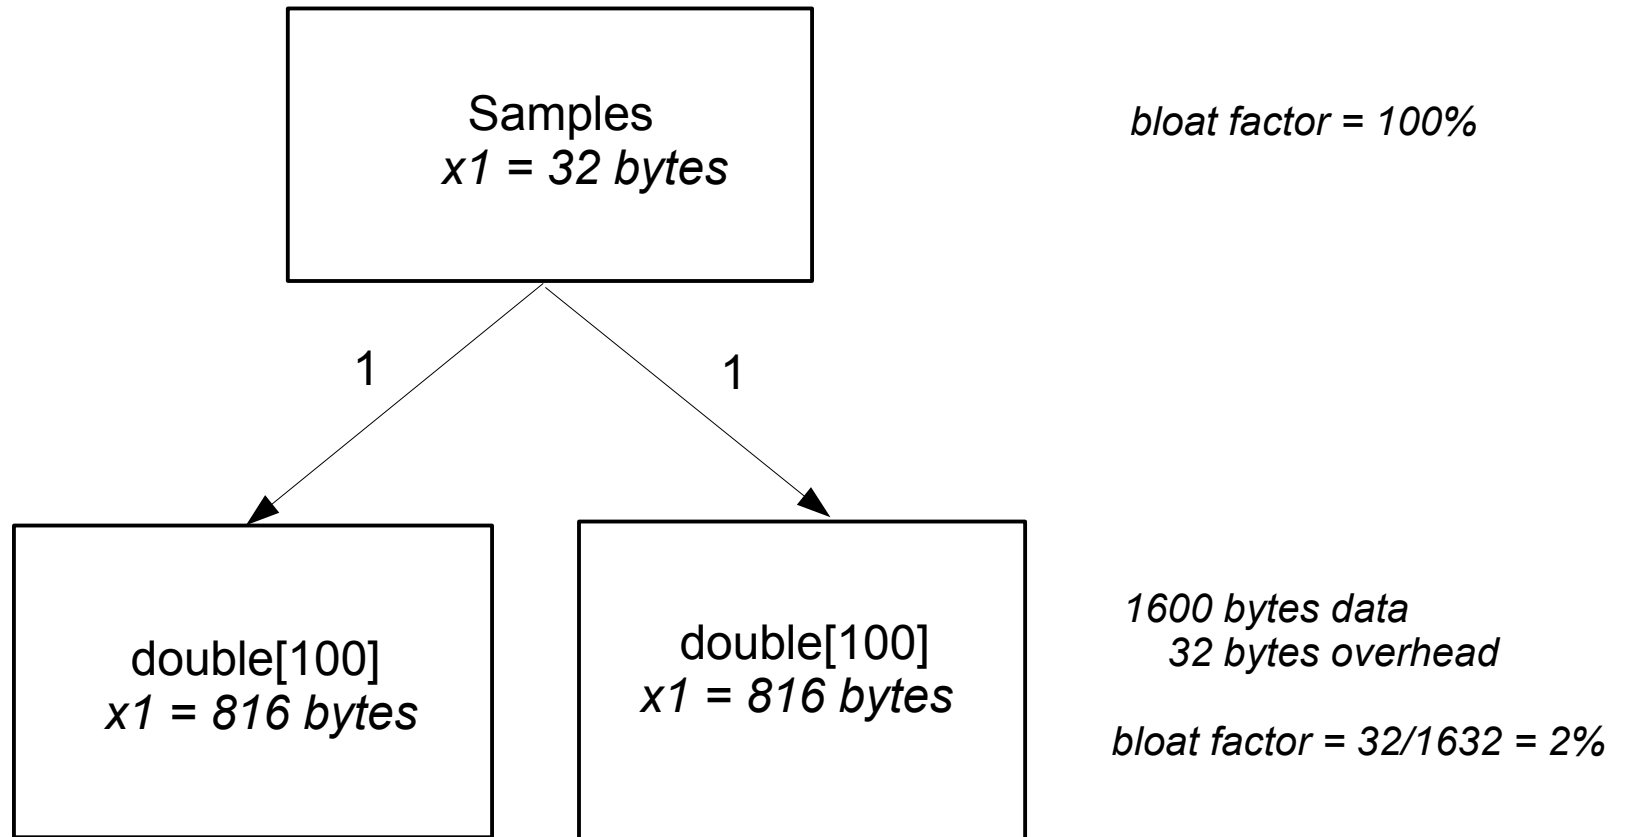 Samples
x1 = 32 bytes
bloat factor = 100%
1
1
double[100]
x1 = 816 bytes
double[100]
x1 = 816 bytes
1600 bytes data
32 bytes overhead
bloat factor = 32/1632 = 2%